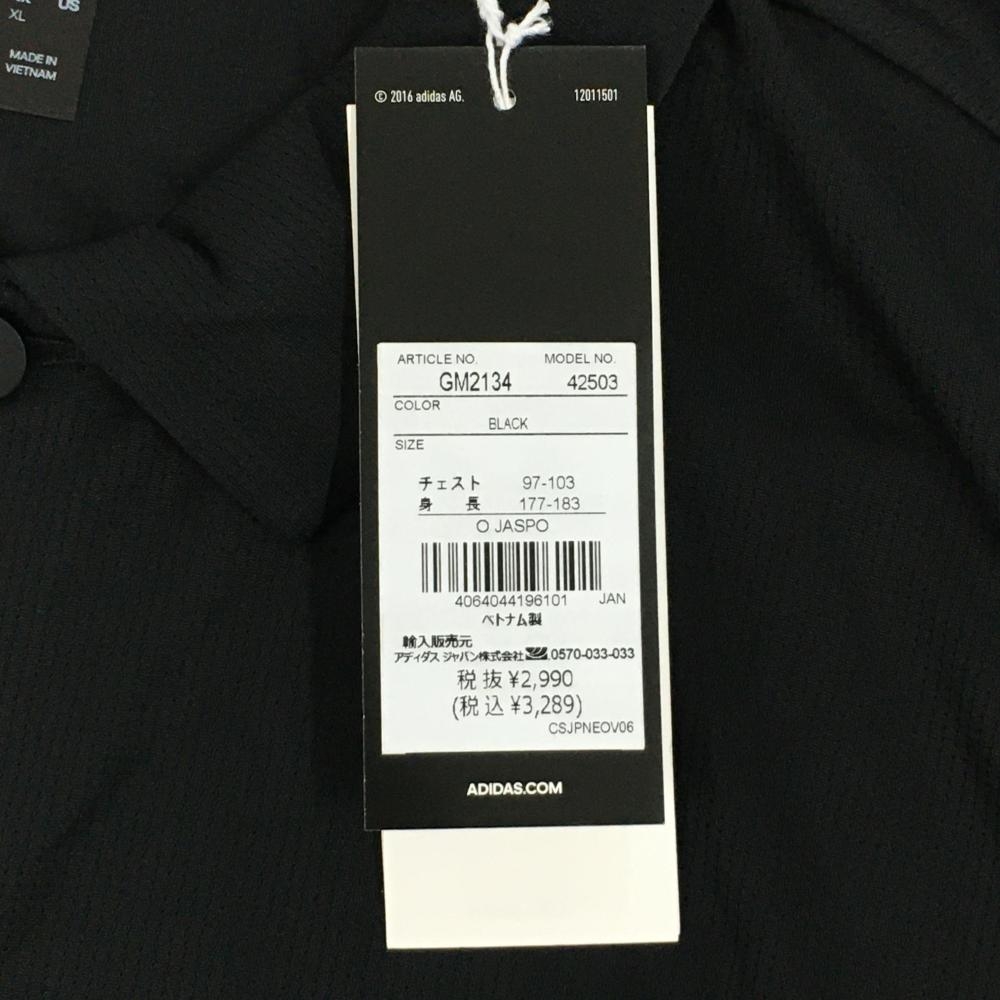 US
XL
MADE IN
VIETNAM
© 2016 adidas AG. 12011501
ARTICLE NO. MODEL NO.
GM2134 42503
COLOR
BLACK
SIZE
チェスト 97-103
身 長 177-183
O JASPO
4064044196101 JAN
ベトナム製
輸入販売元
アディダス ジャパン株式会社 0570-033-033
税 抜 ¥2,990
(税 込 ¥3,289)
CSJPNEOV06
ADIDAS.COM